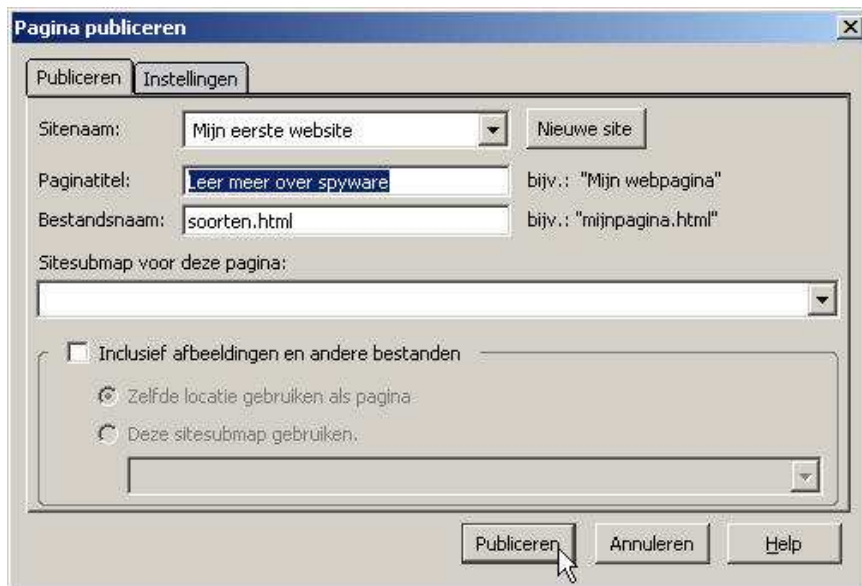 Pagina publiceren
Publiceren Instellingen
Sitenaam: Mijn eerste website Nieuwe site
Paginatitel: Leer meer over spyware bijv.: "Mijn webpagina"
Bestandsnaam: soorten.html bijv.: "mijnpagina.html"
Sitesubmap voor deze pagina:
Inclusief afbeeldingen en andere bestanden
Zelfde locatie gebruiken als pagina
Deze sitesubmap gebruiken.
Publiceren Annuleren Help